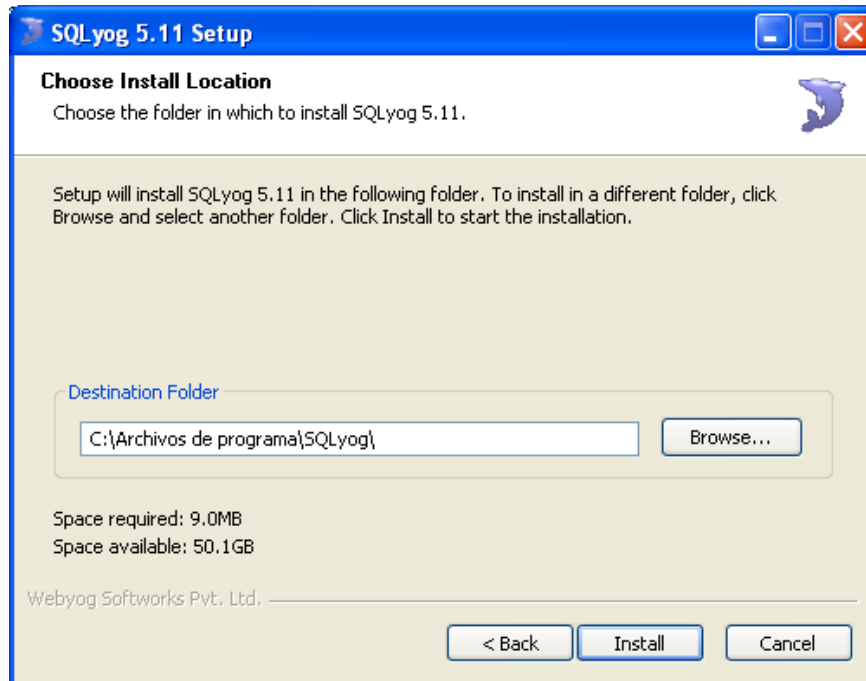 SQLyog 5.11 Setup
Choose Install Location
Choose the folder in which to install SQLyog 5.11.
Setup will install SQLyog 5.11 in the following folder. To install in a different folder, click
Browse and select another folder. Click Install to start the installation.
Destination Folder
C:\Archivos de programa\SQLyog\
Browse...
Space required: 9.0MB
Space available: 50.1GB
Webyog Softworks Pvt. Ltd.
< Back
Install
Cancel